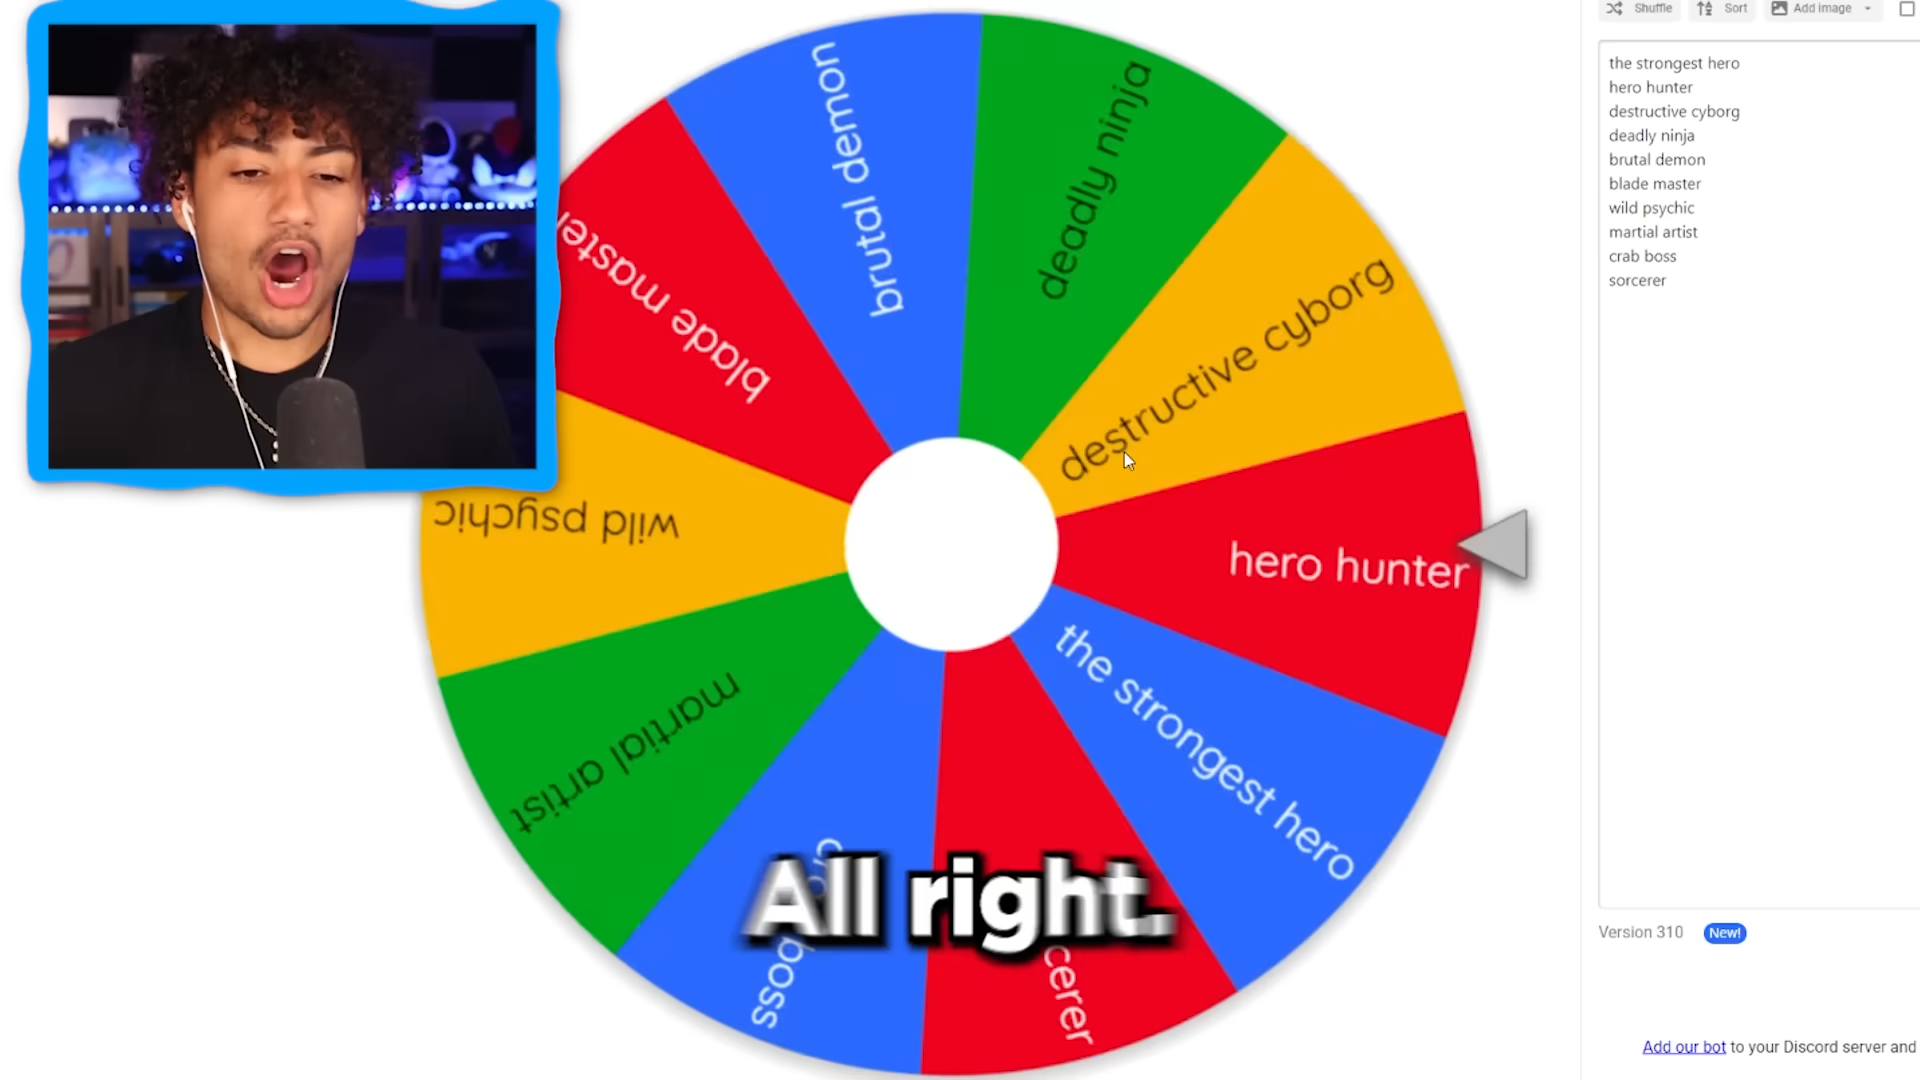 Shuffle
Sort
Add image
the strongest hero
hero hunter
destructive cyborg
deadly ninja
brutal demon
blade master
wild psychic
martial artist
crab boss
sorcerer
brutal demon
deadly ninja
destructive cyborg
hero hunter
the strongest hero
cerer
boss
martial artist
wild psychic
blade master
All right.
Version 310
New!
Add our bot to your Discord server and